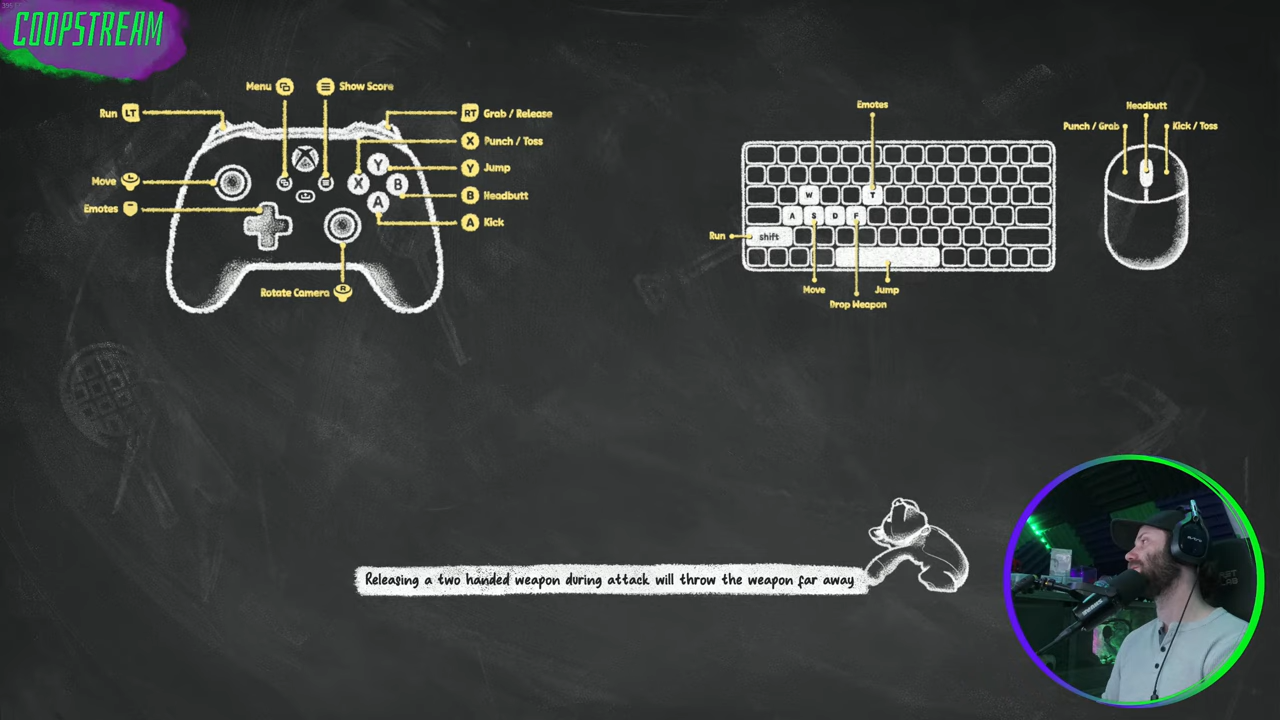 COOPSTREAM
Menu
Show Score
Run LT
RT Grab / Release
X Punch / Toss
Move L
Y Jump
Emotes
B Headbutt
A Kick
Y
X
B
A
Rotate Camera R
Emotes
Headbutt
Punch / Grab
Kick / Toss
W
T
A
S
D
F
Run
shift
Move
Jump
Drop Weapon
Releasing a two handed weapon during attack will throw the weapon far away